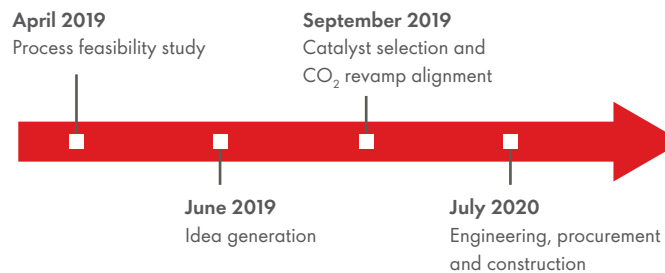 April 2019
Process feasibility study
September 2019
Catalyst selection and
CO₂ revamp alignment
June 2019
Idea generation
July 2020
Engineering, procurement
and construction